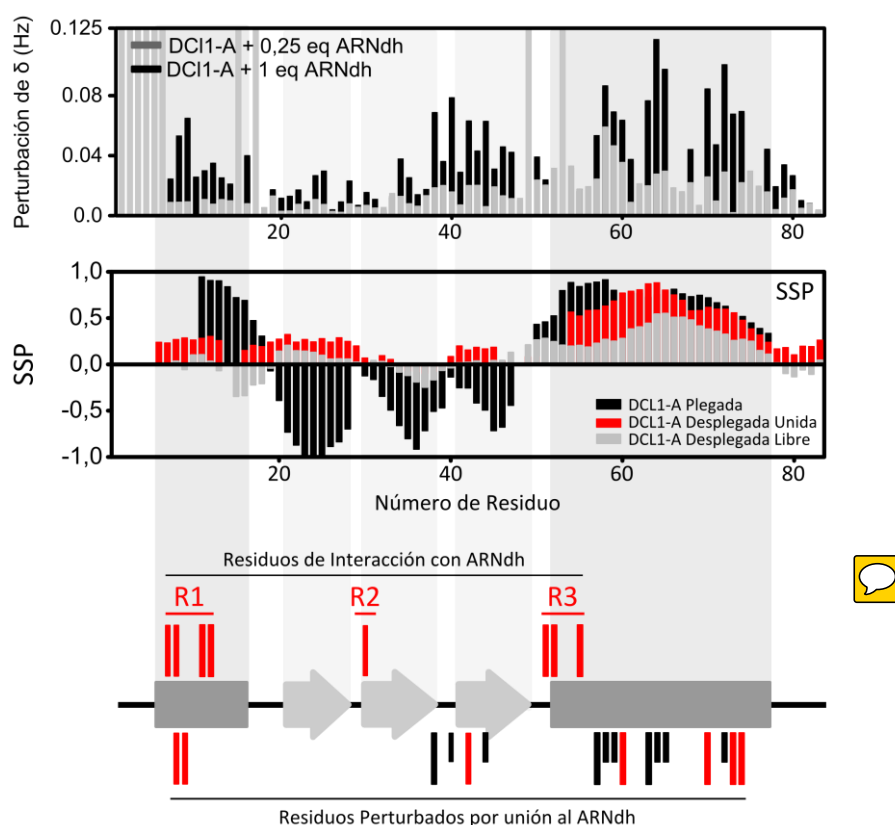 0.125
0.08
0.04
0.0
Perturbación de δ (Hz)
DCl1-A + 0,25 eq ARNdh
DCl1-A + 1 eq ARNdh
20
40
60
80
1,0
0,5
0,0
-0,5
-1,0
SSP
SSP
DCL1-A Plegada
DCL1-A Desplegada Unida
DCL1-A Desplegada Libre
20
40
60
80
Número de Residuo
Residuos de Interacción con ARNdh
R1
R2
R3
Residuos Perturbados por unión al ARNdh